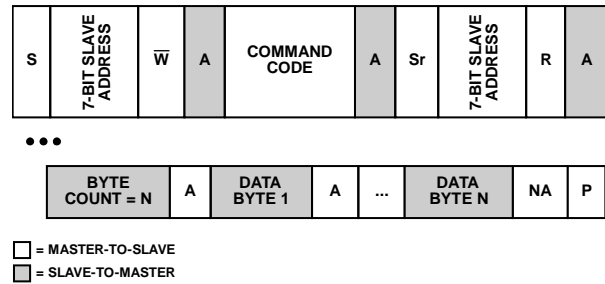 S 7-BIT SLAVE ADDRESS W̅ A COMMAND CODE A Sr 7-BIT SLAVE ADDRESS R A
•••
BYTE COUNT = N A DATA BYTE 1 A ... DATA BYTE N NA P
= MASTER-TO-SLAVE
= SLAVE-TO-MASTER